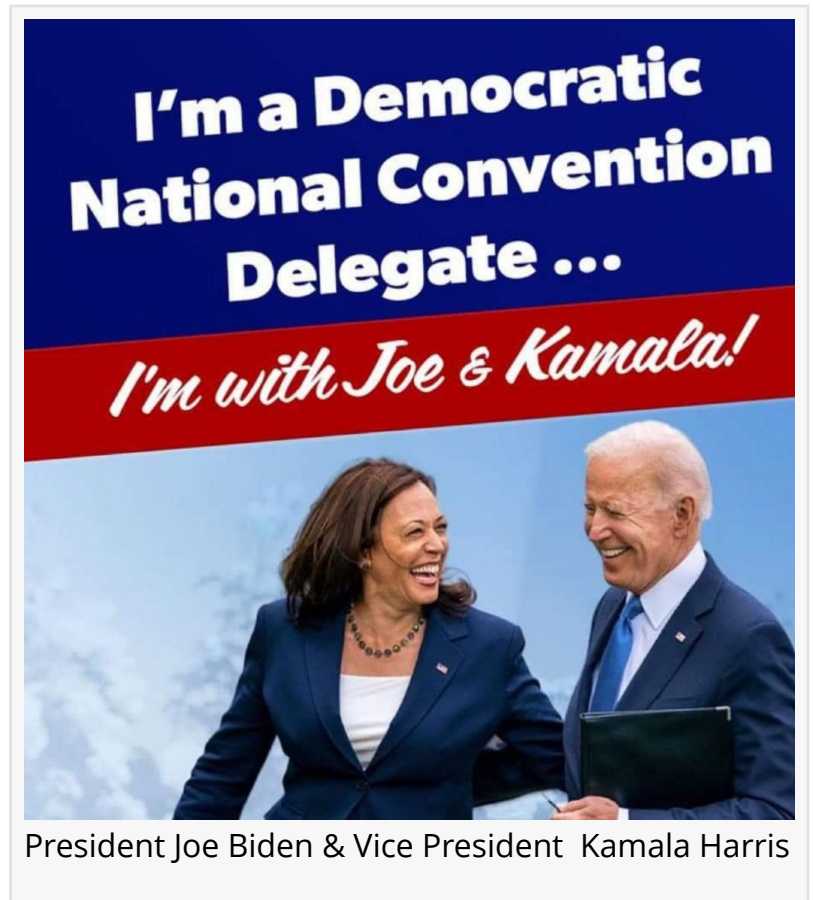 I’m a Democratic
National Convention
Delegate ...
I'm with Joe & Kamala!
President Joe Biden & Vice President  Kamala Harris